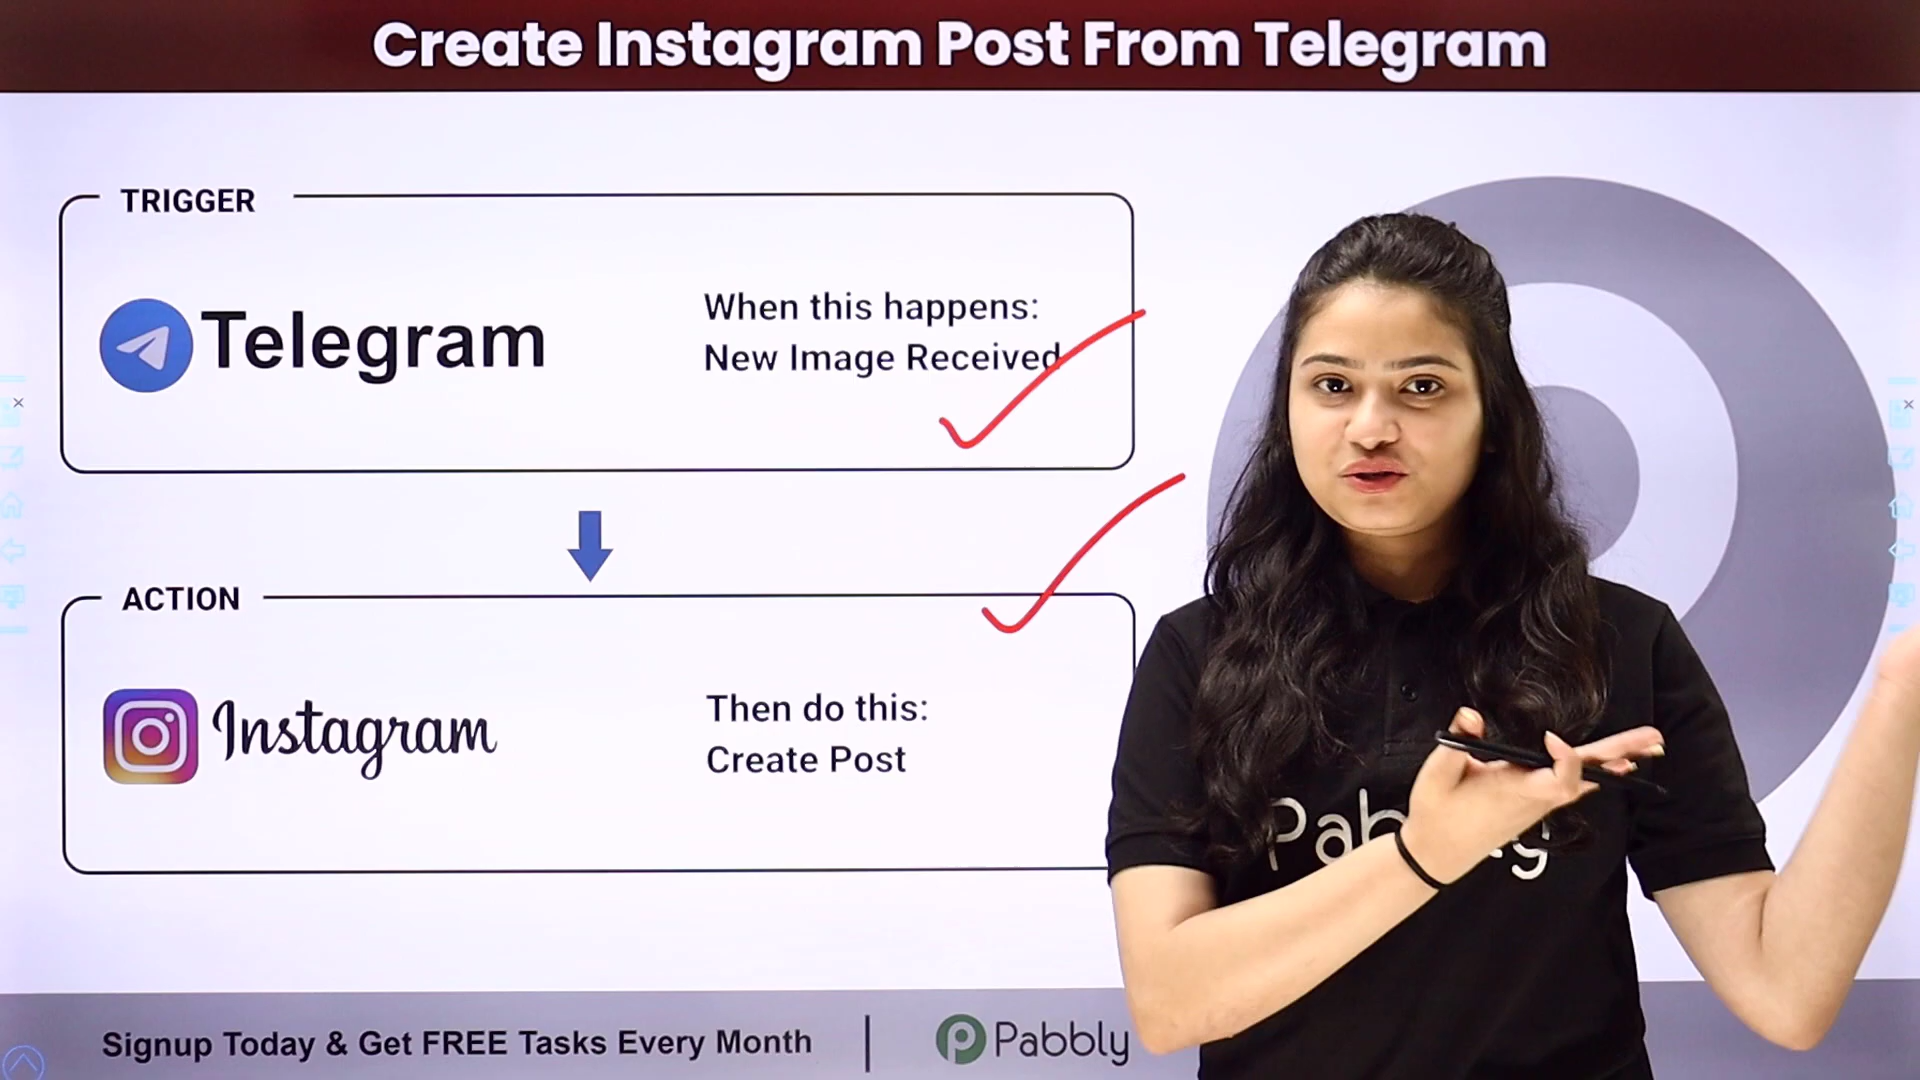 Create Instagram Post From Telegram
TRIGGER
Telegram
When this happens:
New Image Received
ACTION
Instagram
Then do this:
Create Post
Pabbly
Signup Today & Get FREE Tasks Every Month
Pabbly